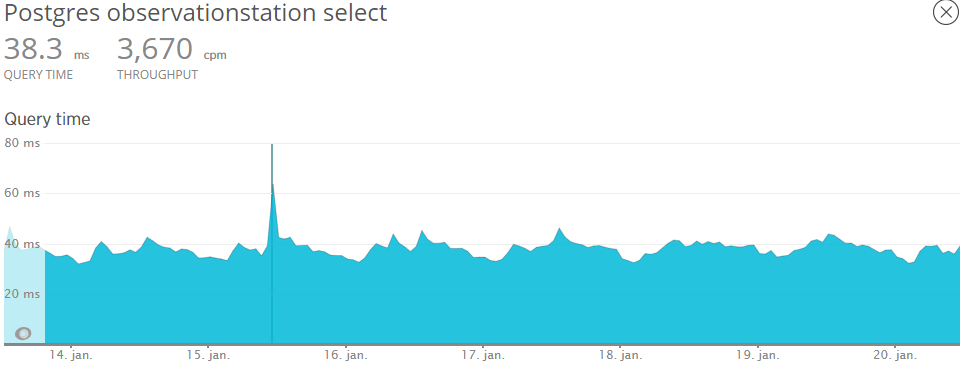 Postgres observationstation select
38.3 ms 3,670 cpm
QUERY TIME THROUGHPUT
Query time
80 ms
60 ms
40 ms
20 ms
14. jan. 15. jan. 16. jan. 17. jan. 18. jan. 19. jan. 20. jan.